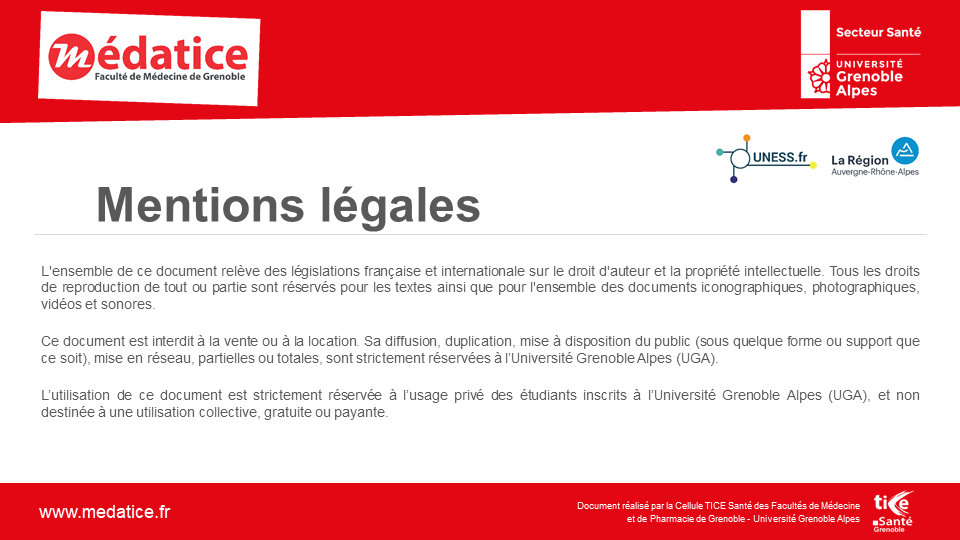 médatice
Faculté de Médecine de Grenoble
Secteur Santé
UNIVERSITÉ
Grenoble
Alpes
UNESS.fr
La Région
Auvergne-Rhône-Alpes
Mentions légales
L'ensemble de ce document relève des législations française et internationale sur le droit d'auteur et la propriété intellectuelle. Tous les droits
de reproduction de tout ou partie sont réservés pour les textes ainsi que pour l'ensemble des documents iconographiques, photographiques,
vidéos et sonores.
Ce document est interdit à la vente ou à la location. Sa diffusion, duplication, mise à disposition du public (sous quelque forme ou support que
ce soit), mise en réseau, partielles ou totales, sont strictement réservées à l’Université Grenoble Alpes (UGA).
L’utilisation de ce document est strictement réservée à l’usage privé des étudiants inscrits à l’Université Grenoble Alpes (UGA), et non
destinée à une utilisation collective, gratuite ou payante.
www.medatice.fr
Document réalisé par la Cellule TICE Santé des Facultés de Médecine
et de Pharmacie de Grenoble - Université Grenoble Alpes
tice
Santé
Grenoble